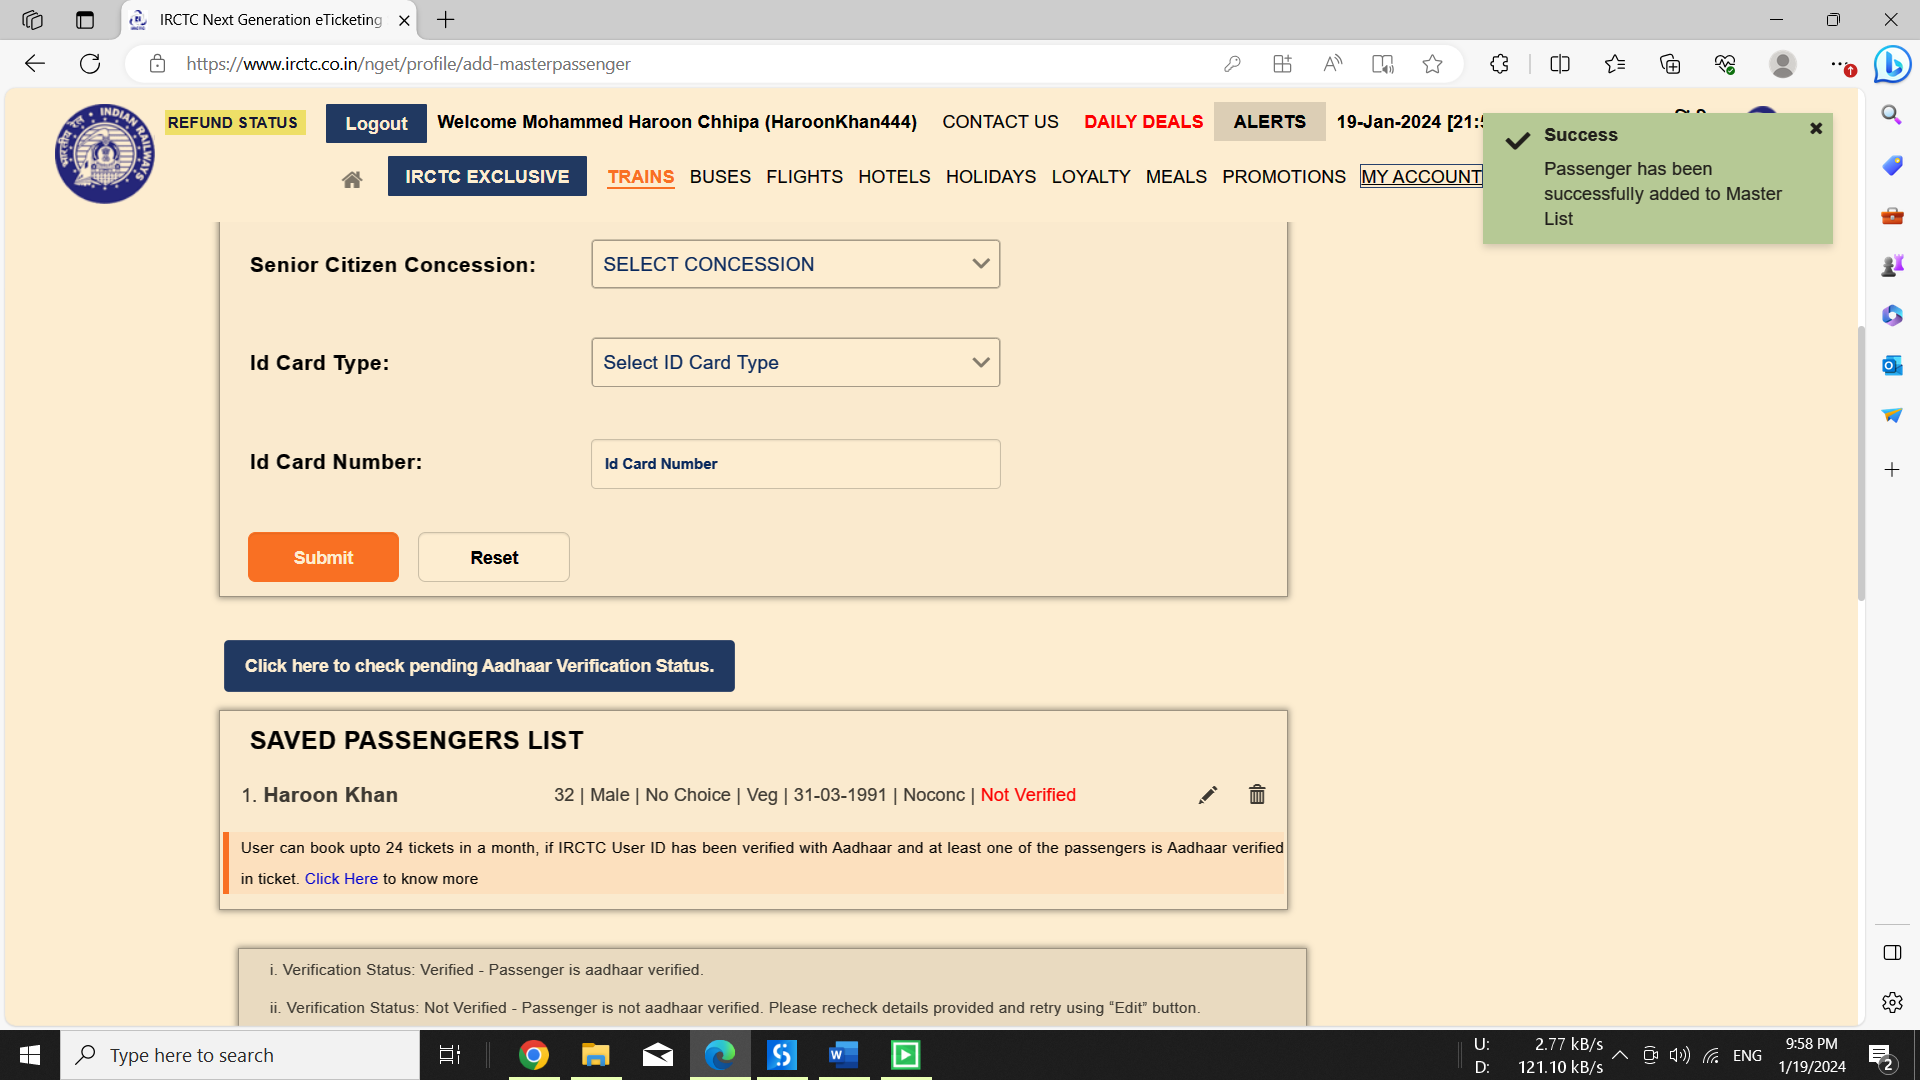 IRCTC Next Generation eTicketing
https://www.irctc.co.in/nget/profile/add-masterpassenger
REFUND STATUS
Logout
Welcome Mohammed Haroon Chhipa (HaroonKhan444)
CONTACT US
DAILY DEALS
ALERTS
19-Jan-2024 [21:5
INDIAN RAILWAYS
IRCTC EXCLUSIVE
TRAINS
BUSES
FLIGHTS
HOTELS
HOLIDAYS
LOYALTY
MEALS
PROMOTIONS
MY ACCOUNT
Success
Passenger has been
successfully added to Master
List
Senior Citizen Concession:
SELECT CONCESSION
Id Card Type:
Select ID Card Type
Id Card Number:
Id Card Number
Submit
Reset
Click here to check pending Aadhaar Verification Status.
SAVED PASSENGERS LIST
1. Haroon Khan
32 | Male | No Choice | Veg | 31-03-1991 | Noconc | Not Verified
User can book upto 24 tickets in a month, if IRCTC User ID has been verified with Aadhaar and at least one of the passengers is Aadhaar verified
in ticket. Click Here to know more
i. Verification Status: Verified - Passenger is aadhaar verified.
ii. Verification Status: Not Verified - Passenger is not aadhaar verified. Please recheck details provided and retry using “Edit” button.
Type here to search
U: 2.77 kB/s
D: 121.10 kB/s
ENG
9:58 PM
1/19/2024
2